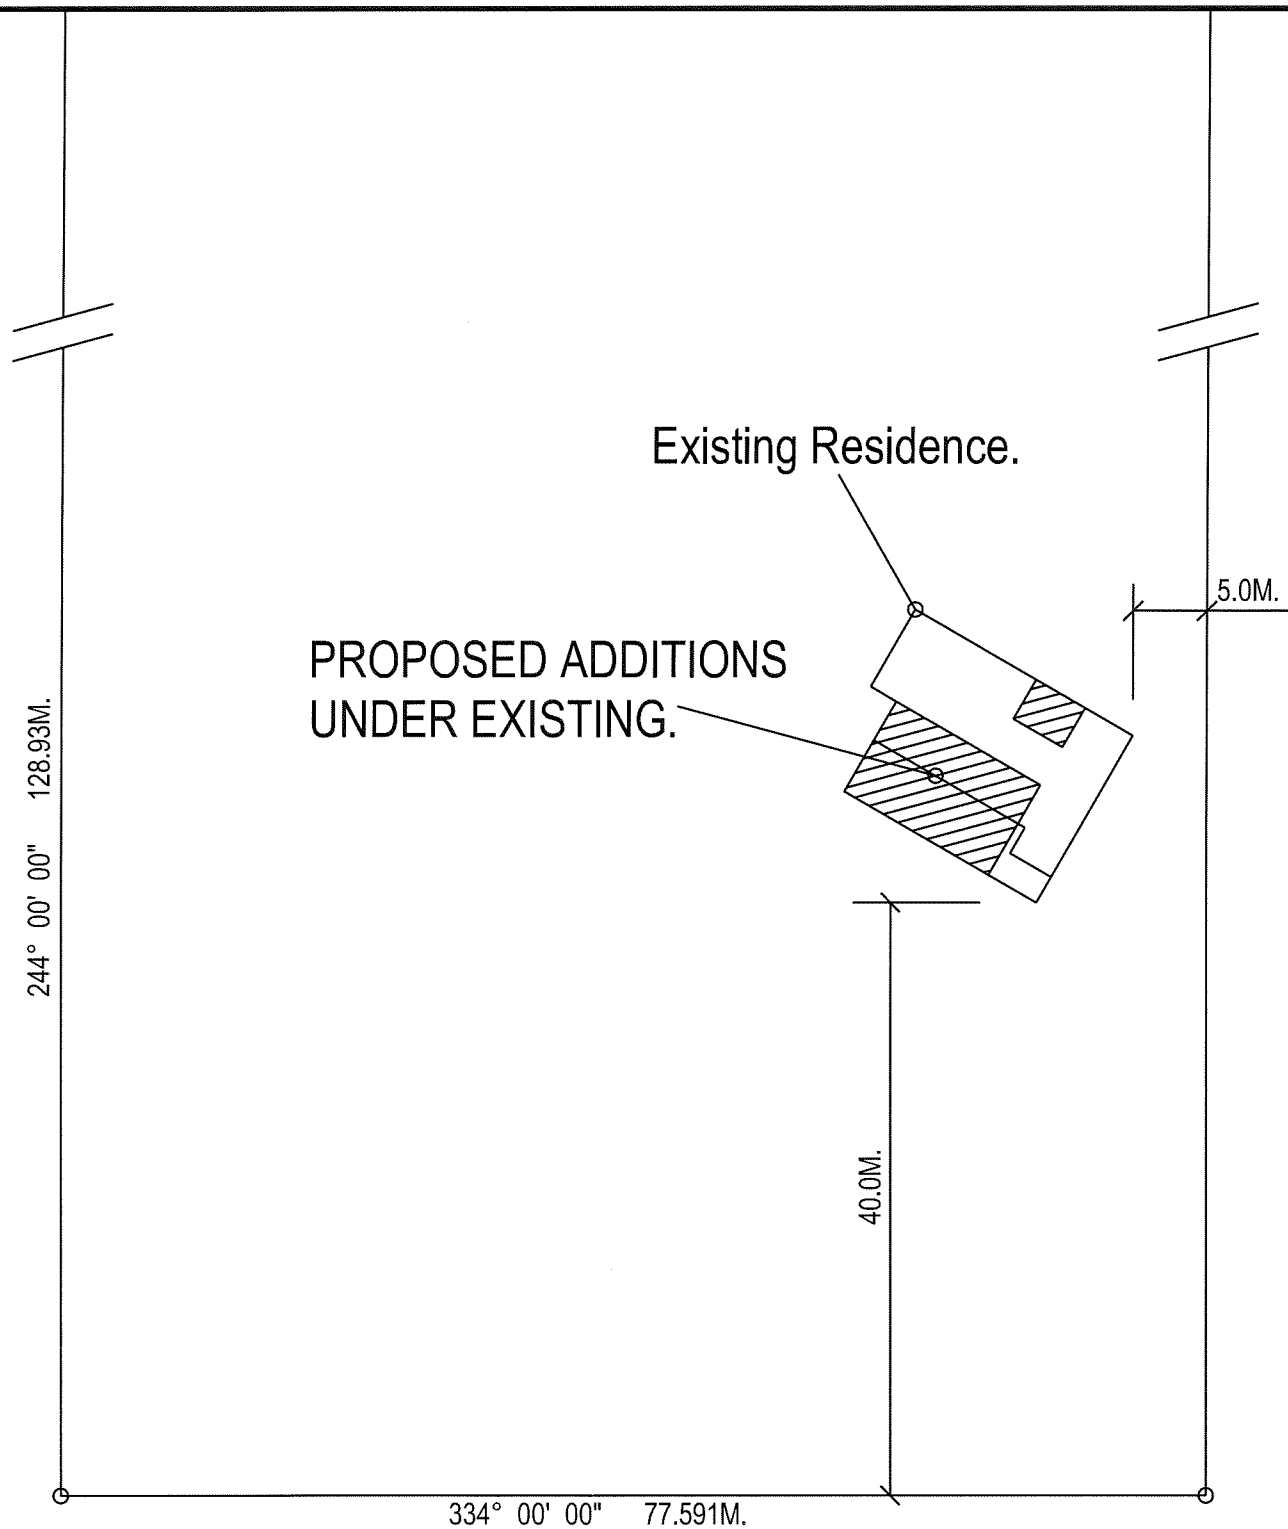 Existing Residence.
5.0M.
PROPOSED ADDITIONS
UNDER EXISTING.
244° 00' 00" 128.93M.
40.0M.
334° 00' 00" 77.591M.